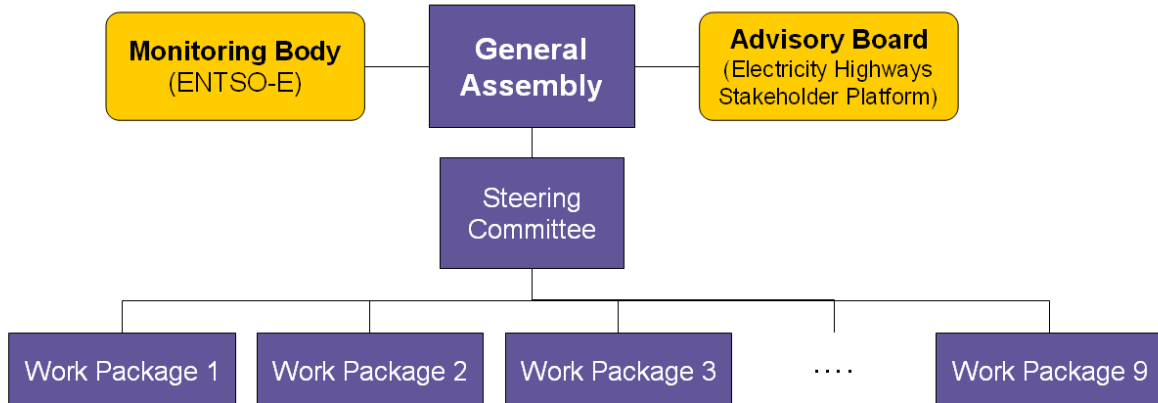 Monitoring Body
(ENTSO-E)
General
Assembly
Advisory Board
(Electricity Highways
Stakeholder Platform)
Steering
Committee
Work Package 1
Work Package 2
Work Package 3
....
Work Package 9